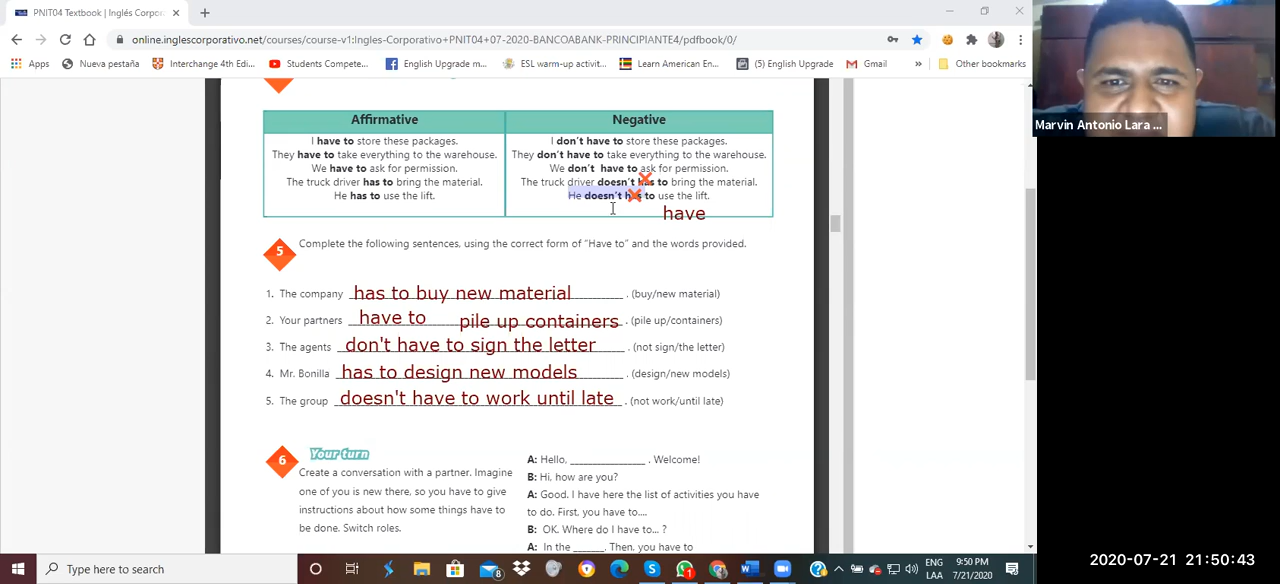 PNIT04 Textbook | Inglés Corpor
online.inglescorporativo.net/courses/course-v1:Ingles-Corporativo+PNIT04+07-2020-BANCOABANK-PRINCIPIANTE4/pdfbook/0/
Apps Nueva pestaña Interchange 4th Edi... Students Compete... English Upgrade m... ESL warm-up activit... Learn American En... (5) English Upgrade Gmail » Other bookmarks
Marvin Antonio Lara ...
Affirmative Negative
I have to store these packages. I don't have to store these packages.
They have to take everything to the warehouse. They don't have to take everything to the warehouse.
We have to ask for permission. We don't have to ask for permission.
The truck driver has to bring the material. The truck driver doesn't has to bring the material.
He has to use the lift. He doesn't has to use the lift.
have
5 Complete the following sentences, using the correct form of "Have to" and the words provided.
1. The company has to buy new material . (buy/new material)
2. Your partners have to pile up containers . (pile up/containers)
3. The agents don't have to sign the letter . (not sign/the letter)
4. Mr. Bonilla has to design new models . (design/new models)
5. The group doesn't have to work until late . (not work/until late)
6 Your turn
Create a conversation with a partner. Imagine
one of you is new there, so you have to give
instructions about how some things have to
be done. Switch roles.
A: Hello, ________________ . Welcome!
B: Hi, how are you?
A: Good. I have here the list of activities you have
to do. First, you have to....
B: OK. Where do I have to... ?
A: In the _______. Then, you have to
Type here to search
8
1
ENG
LAA
9:50 PM
7/21/2020
2020-07-21 21:50:43